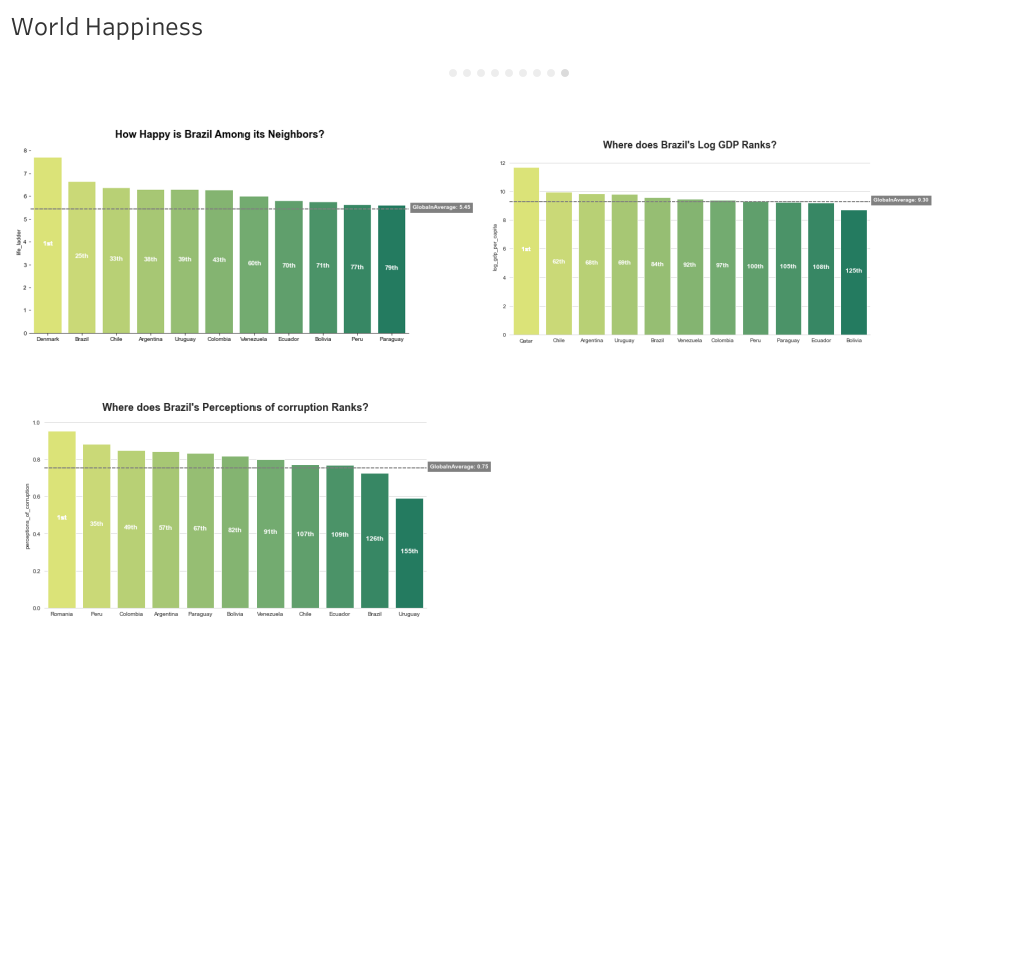 World Happiness
How Happy is Brazil Among its Neighbors?
8
7
6
5
4
3
2
1
0
life_ladder
GlobalnAverage: 5.45
1st
25th
33th
38th
39th
43th
60th
70th
71th
77th
79th
Denmark Brazil Chile Argentina Uruguay Colombia Venezuela Ecuador Bolivia Peru Paraguay
Where does Brazil's Log GDP Ranks?
12
10
8
6
4
2
0
log_gdp_per_capita
GlobalnAverage: 9.30
1st
62th
68th
69th
84th
92th
97th
100th
105th
108th
125th
Qatar Chile Argentina Uruguay Brazil Venezuela Colombia Peru Paraguay Ecuador Bolivia
Where does Brazil's Perceptions of corruption Ranks?
1.0
0.8
0.6
0.4
0.2
0.0
perceptions_of_corruption
GlobalnAverage: 0.75
1st
35th
49th
57th
67th
82th
91th
107th
109th
126th
155th
Romania Peru Colombia Argentina Paraguay Bolivia Venezuela Chile Ecuador Brazil Uruguay